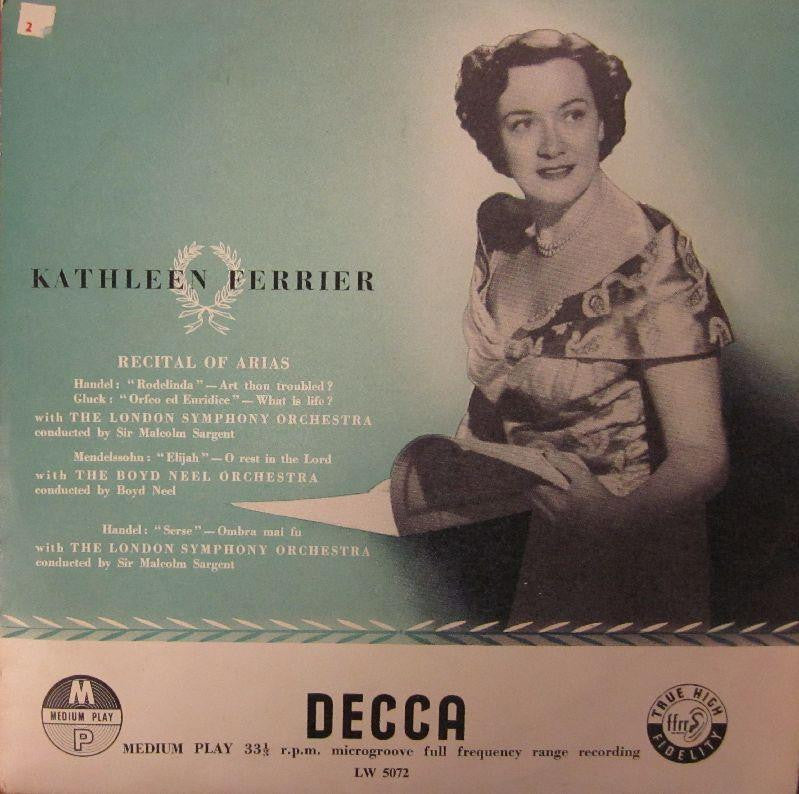 2
KATHLEEN FERRIER
RECITAL OF ARIAS
Handel: "Rodelinda"—Art thou troubled?
Gluck: "Orfeo ed Euridice"—What is life?
with THE LONDON SYMPHONY ORCHESTRA
conducted by Sir Malcolm Sargent
Mendelssohn: "Elijah"—O rest in the Lord
with THE BOYD NEEL ORCHESTRA
conducted by Boyd Neel
Handel: "Serse"—Ombra mai fu
with THE LONDON SYMPHONY ORCHESTRA
conducted by Sir Malcolm Sargent
M
MEDIUM PLAY
P
DECCA
TRUE HIGH
ffrr
FIDELITY
MEDIUM PLAY 33⅓ r.p.m. microgroove full frequency range recording
LW 5072